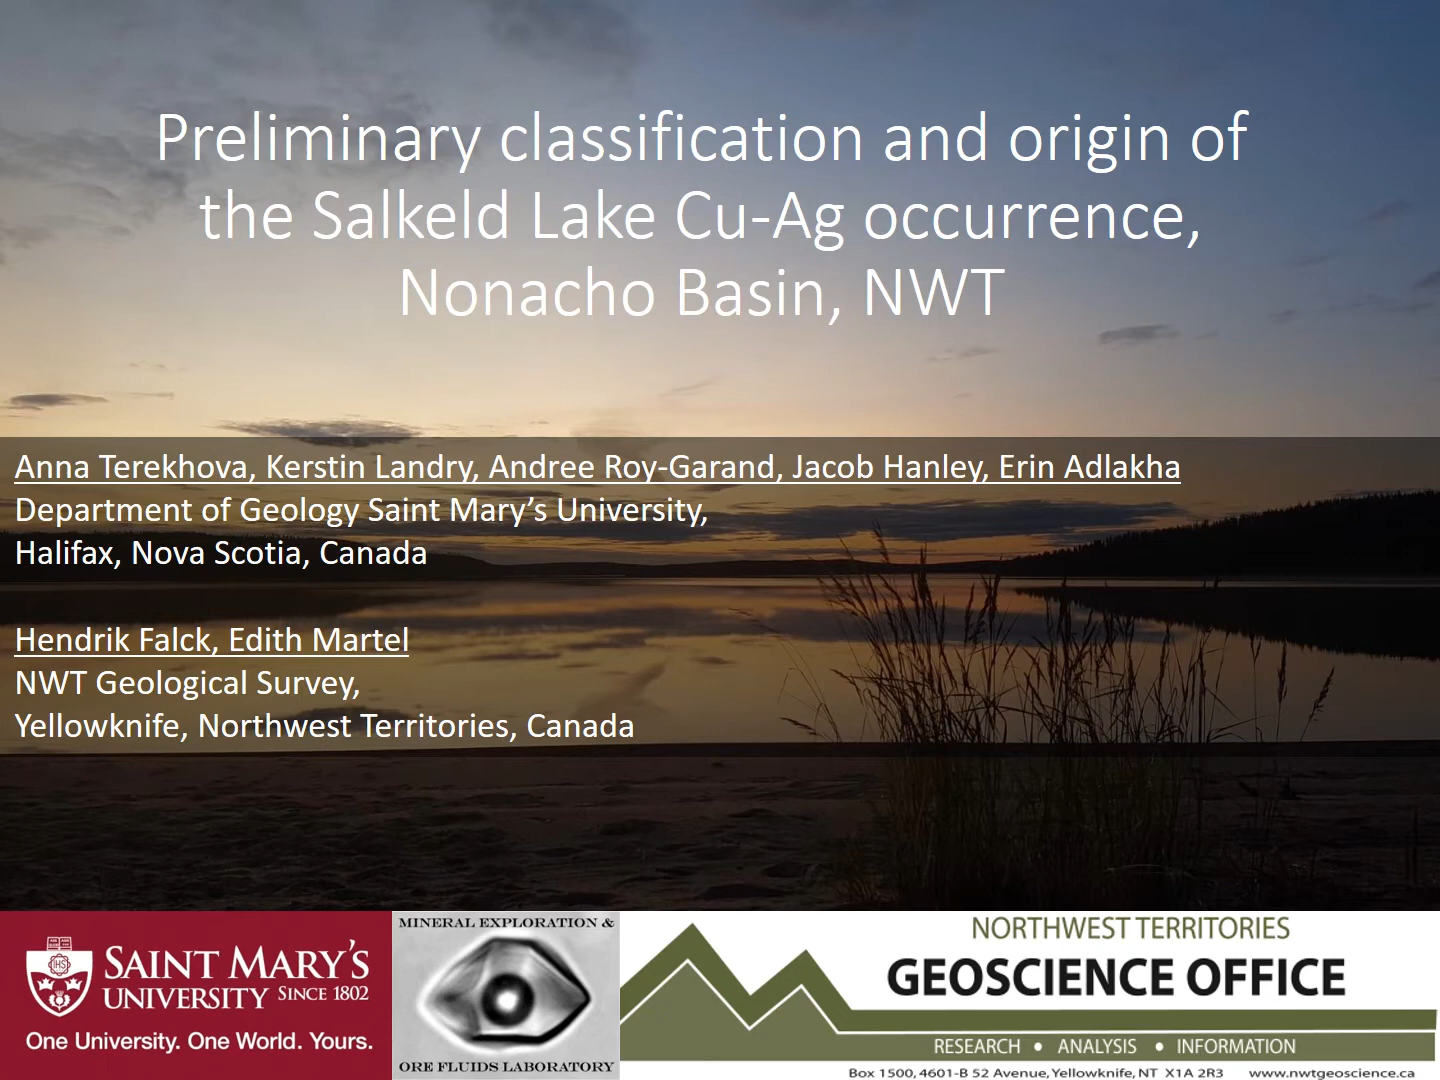 Preliminary classification and origin of
the Salkeld Lake Cu-Ag occurrence,
Nonacho Basin, NWT
Anna Terekhova, Kerstin Landry, Andree Roy-Garand, Jacob Hanley, Erin Adlakha
Department of Geology Saint Mary’s University,
Halifax, Nova Scotia, Canada
Hendrik Falck, Edith Martel
NWT Geological Survey,
Yellowknife, Northwest Territories, Canada
SAINT MARY'S
UNIVERSITY SINCE 1802
One University. One World. Yours.
MINERAL EXPLORATION &
ORE FLUIDS LABORATORY
NORTHWEST TERRITORIES
GEOSCIENCE OFFICE
RESEARCH • ANALYSIS • INFORMATION
Box 1500, 4601-B 52 Avenue, Yellowknife, NT X1A 2R3 www.nwtgeoscience.ca